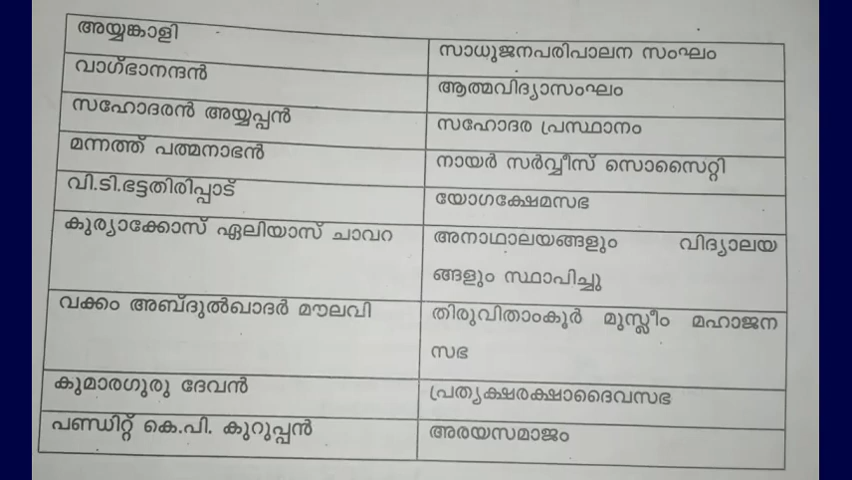 അയ്യങ്കാളി
സാധുജനപരിപാലന സംഘം
വാഗ്ഭാനന്ദൻ
ആത്മവിദ്യാസംഘം
സഹോദരൻ അയ്യപ്പൻ
സഹോദര പ്രസ്ഥാനം
മന്നത്ത് പത്മനാഭൻ
നായർ സർവ്വീസ് സൊസൈറ്റി
വി.ടി.ഭട്ടതിരിപ്പാട്
യോഗക്ഷേമസഭ
കുര്യാക്കോസ് ഏലിയാസ് ചാവറ
അനാഥാലയങ്ങളും വിദ്യാലയ
ങ്ങളും സ്ഥാപിച്ചു
വക്കം അബ്ദുൽഖാദർ മൗലവി
തിരുവിതാംകൂർ മുസ്ലീം മഹാജന
സഭ
കുമാരഗുരു ദേവൻ
പ്രത്യക്ഷരക്ഷാദൈവസഭ
പണ്ഡിറ്റ് കെ.പി. കുറുപ്പൻ
അരയസമാജം